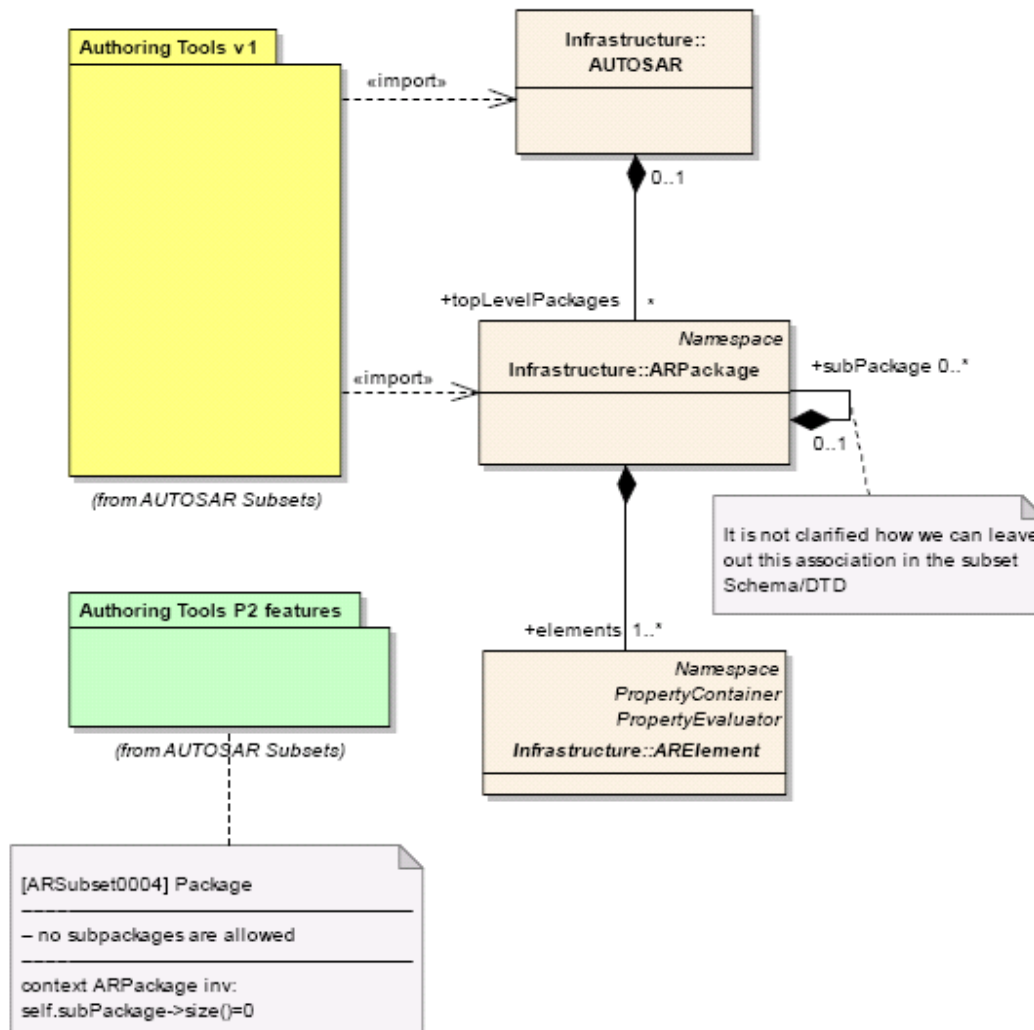 Authoring Tools v1
«import»
Infrastructure::
AUTOSAR
0..1
+topLevelPackages *
«import»
Namespace
Infrastructure::ARPackage
+subPackage 0..*
0..1
(from AUTOSAR Subsets)
It is not clarified how we can leave
out this association in the subset
Schema/DTD
Authoring Tools P2 features
(from AUTOSAR Subsets)
+elements 1..*
Namespace
PropertyContainer
PropertyEvaluator
Infrastructure::ARElement
[ARSubset0004] Package
– no subpackages are allowed
context ARPackage inv:
self.subPackage->size()=0